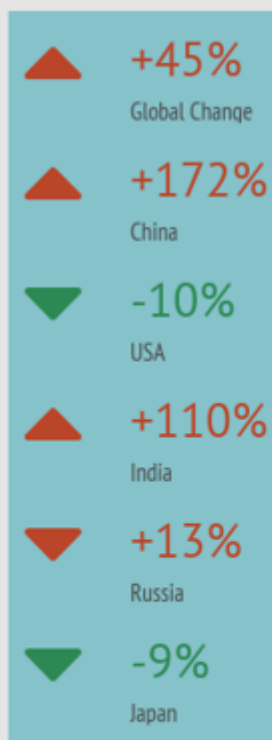 +45%
Global Change
+172%
China
-10%
USA
+110%
India
+13%
Russia
-9%
Japan